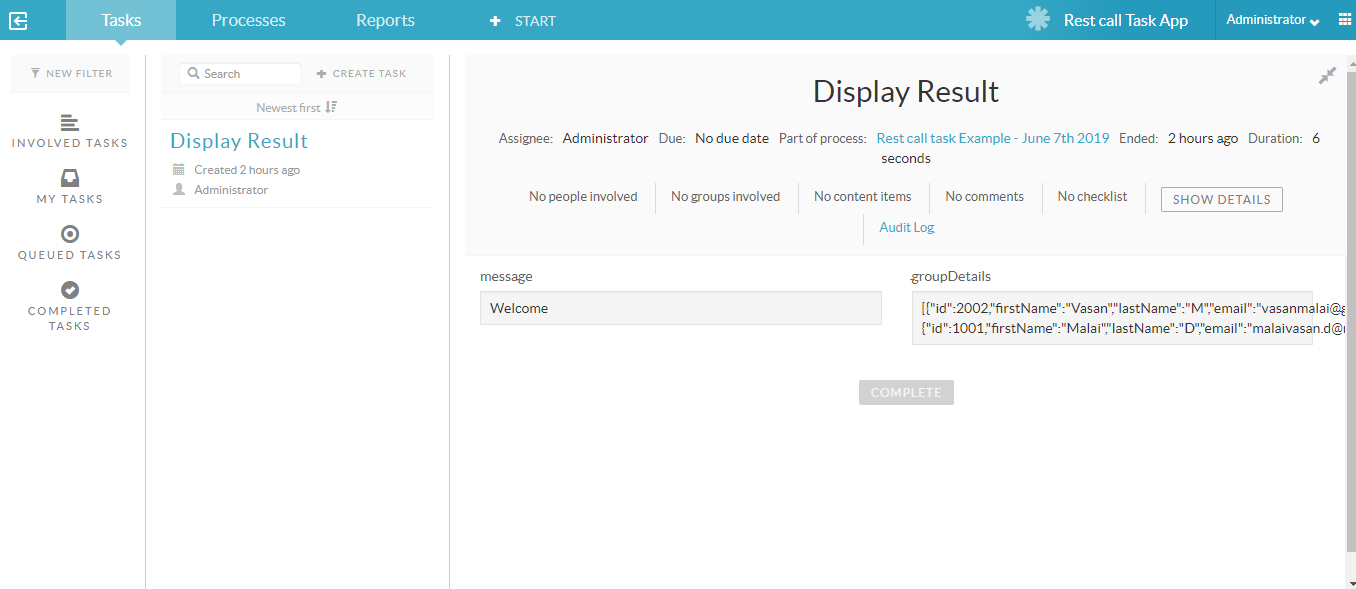 Tasks Processes Reports START Rest call Task App Administrator
NEW FILTER
INVOLVED TASKS
MY TASKS
QUEUED TASKS
COMPLETED
TASKS
Search CREATE TASK
Newest first
Display Result
Created 2 hours ago
Administrator
Display Result
Assignee: Administrator Due: No due date Part of process: Rest call task Example - June 7th 2019 Ended: 2 hours ago Duration: 6
seconds
No people involved No groups involved No content items No comments No checklist SHOW DETAILS
Audit Log
message
Welcome
groupDetails
[{"id":2002,"firstName":"Vasan","lastName":"M","email":"vasanmalai@g
{"id":1001,"firstName":"Malai","lastName":"D","email":"malaivasan.d@
COMPLETE